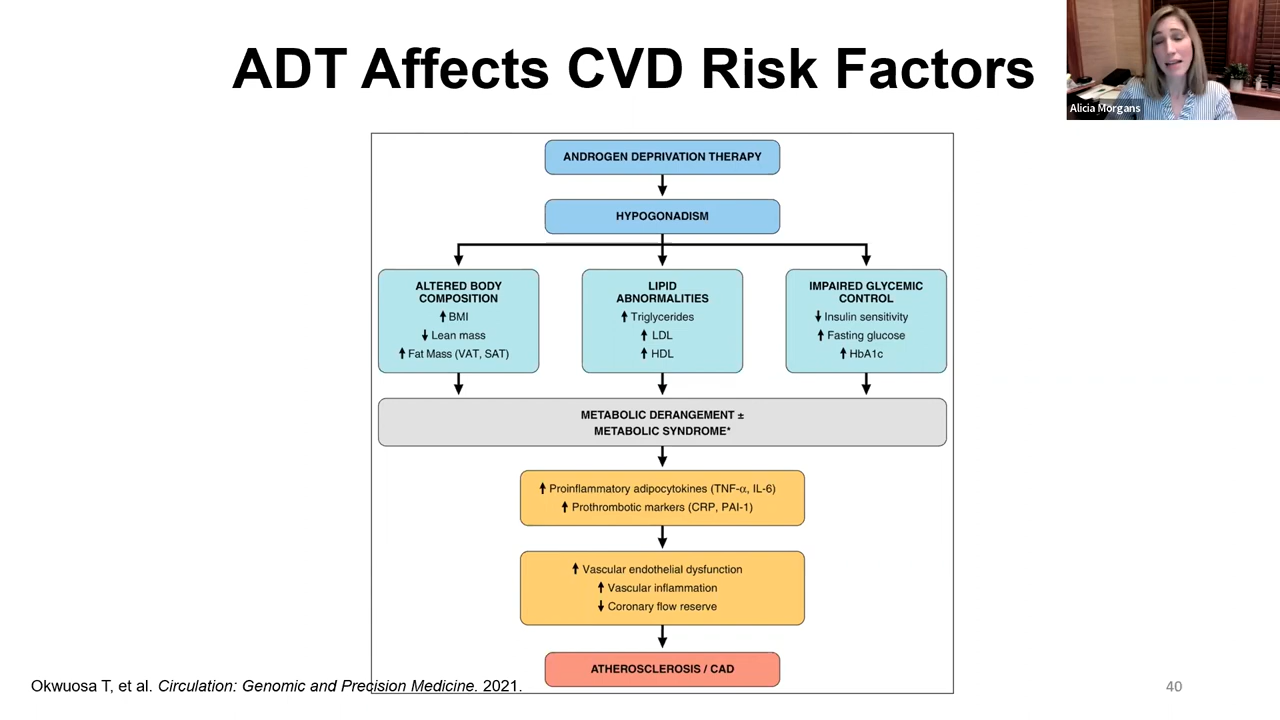 ADT Affects CVD Risk Factors
Alicia Morgans
ANDROGEN DEPRIVATION THERAPY
HYPOGONADISM
ALTERED BODY
COMPOSITION
↑ BMI
↓ Lean mass
↑ Fat Mass (VAT, SAT)
LIPID
ABNORMALITIES
↑ Triglycerides
↑ LDL
↑ HDL
IMPAIRED GLYCEMIC
CONTROL
↓ Insulin sensitivity
↑ Fasting glucose
↑ HbA1c
METABOLIC DERANGEMENT ±
METABOLIC SYNDROME*
↑ Proinflammatory adipocytokines (TNF-α, IL-6)
↑ Prothrombotic markers (CRP, PAI-1)
↑ Vascular endothelial dysfunction
↑ Vascular inflammation
↓ Coronary flow reserve
ATHEROSCLEROSIS / CAD
Okwuosa T, et al. Circulation: Genomic and Precision Medicine. 2021.
40